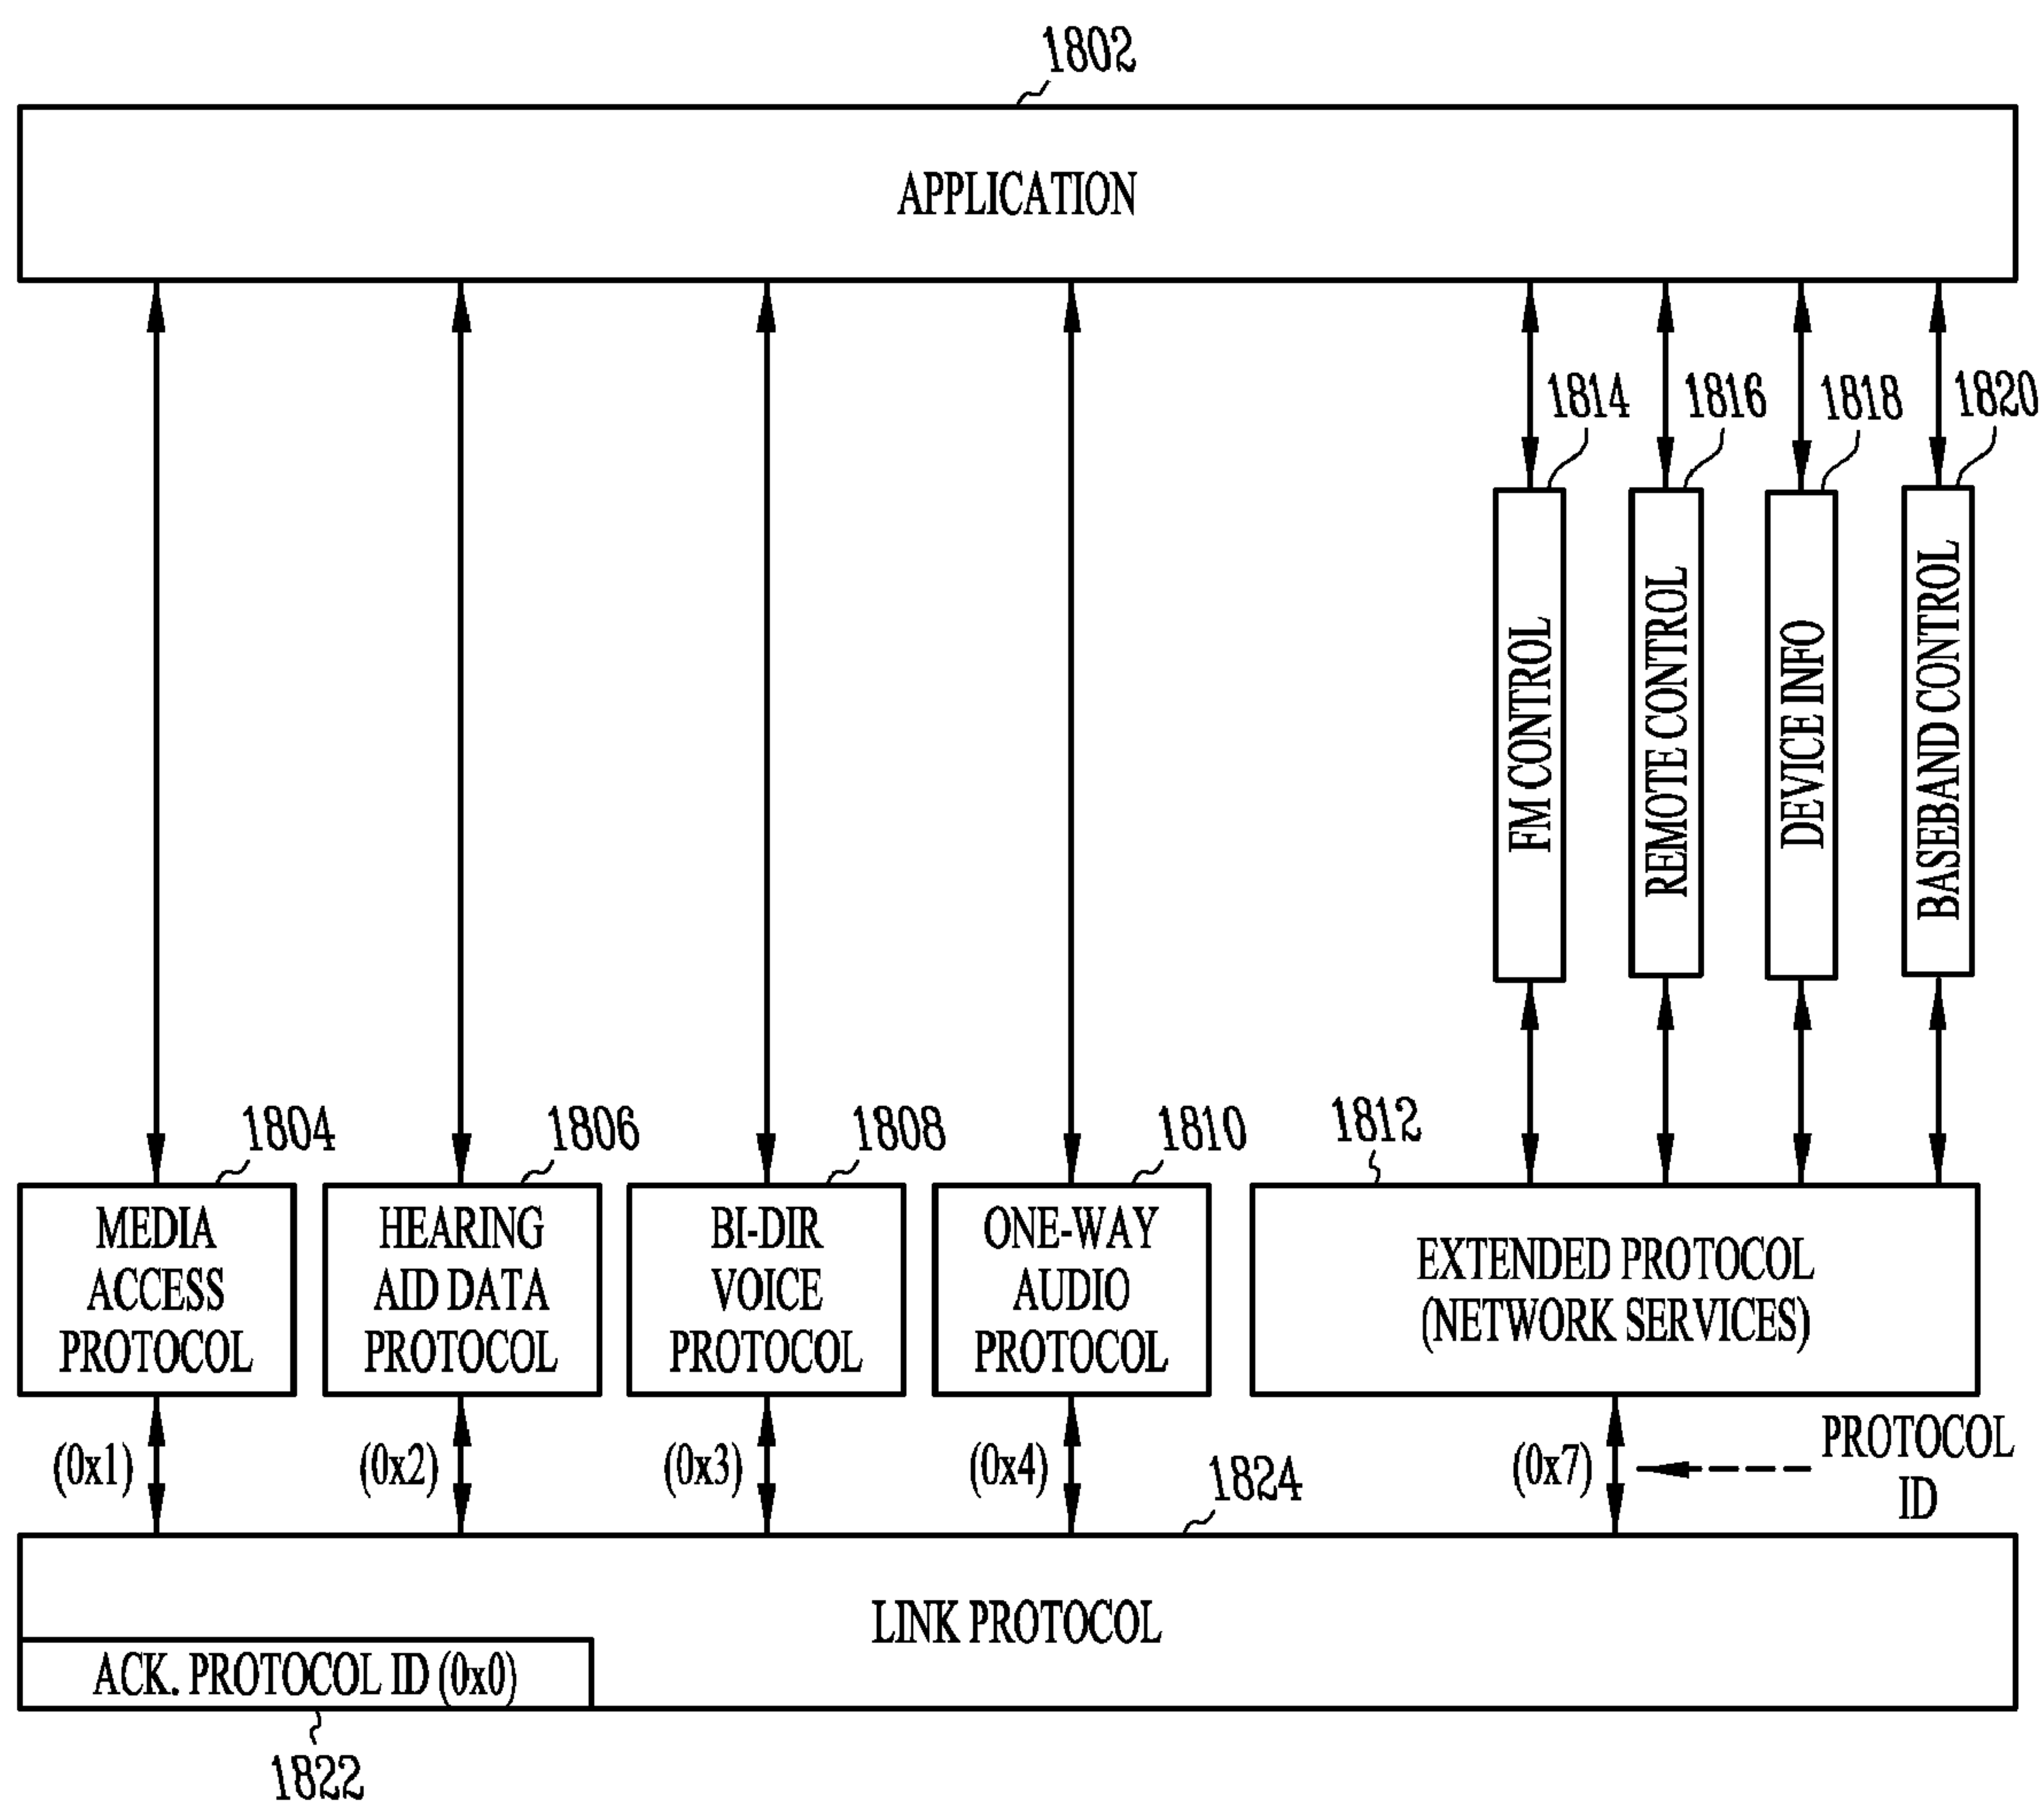 1802
APPLICATION
1814
1816
1818
1820
FM CONTROL
REMOTE CONTROL
DEVICE INFO
BASEBAND CONTROL
1804
1806
1808
1810
1812
MEDIA
ACCESS
PROTOCOL
HEARING
AID DATA
PROTOCOL
BI-DIR
VOICE
PROTOCOL
ONE-WAY
AUDIO
PROTOCOL
EXTENDED PROTOCOL
(NETWORK SERVICES)
(0x1)
(0x2)
(0x3)
(0x4)
(0x7)
PROTOCOL
ID
1824
LINK PROTOCOL
ACK. PROTOCOL ID (0x0)
1822